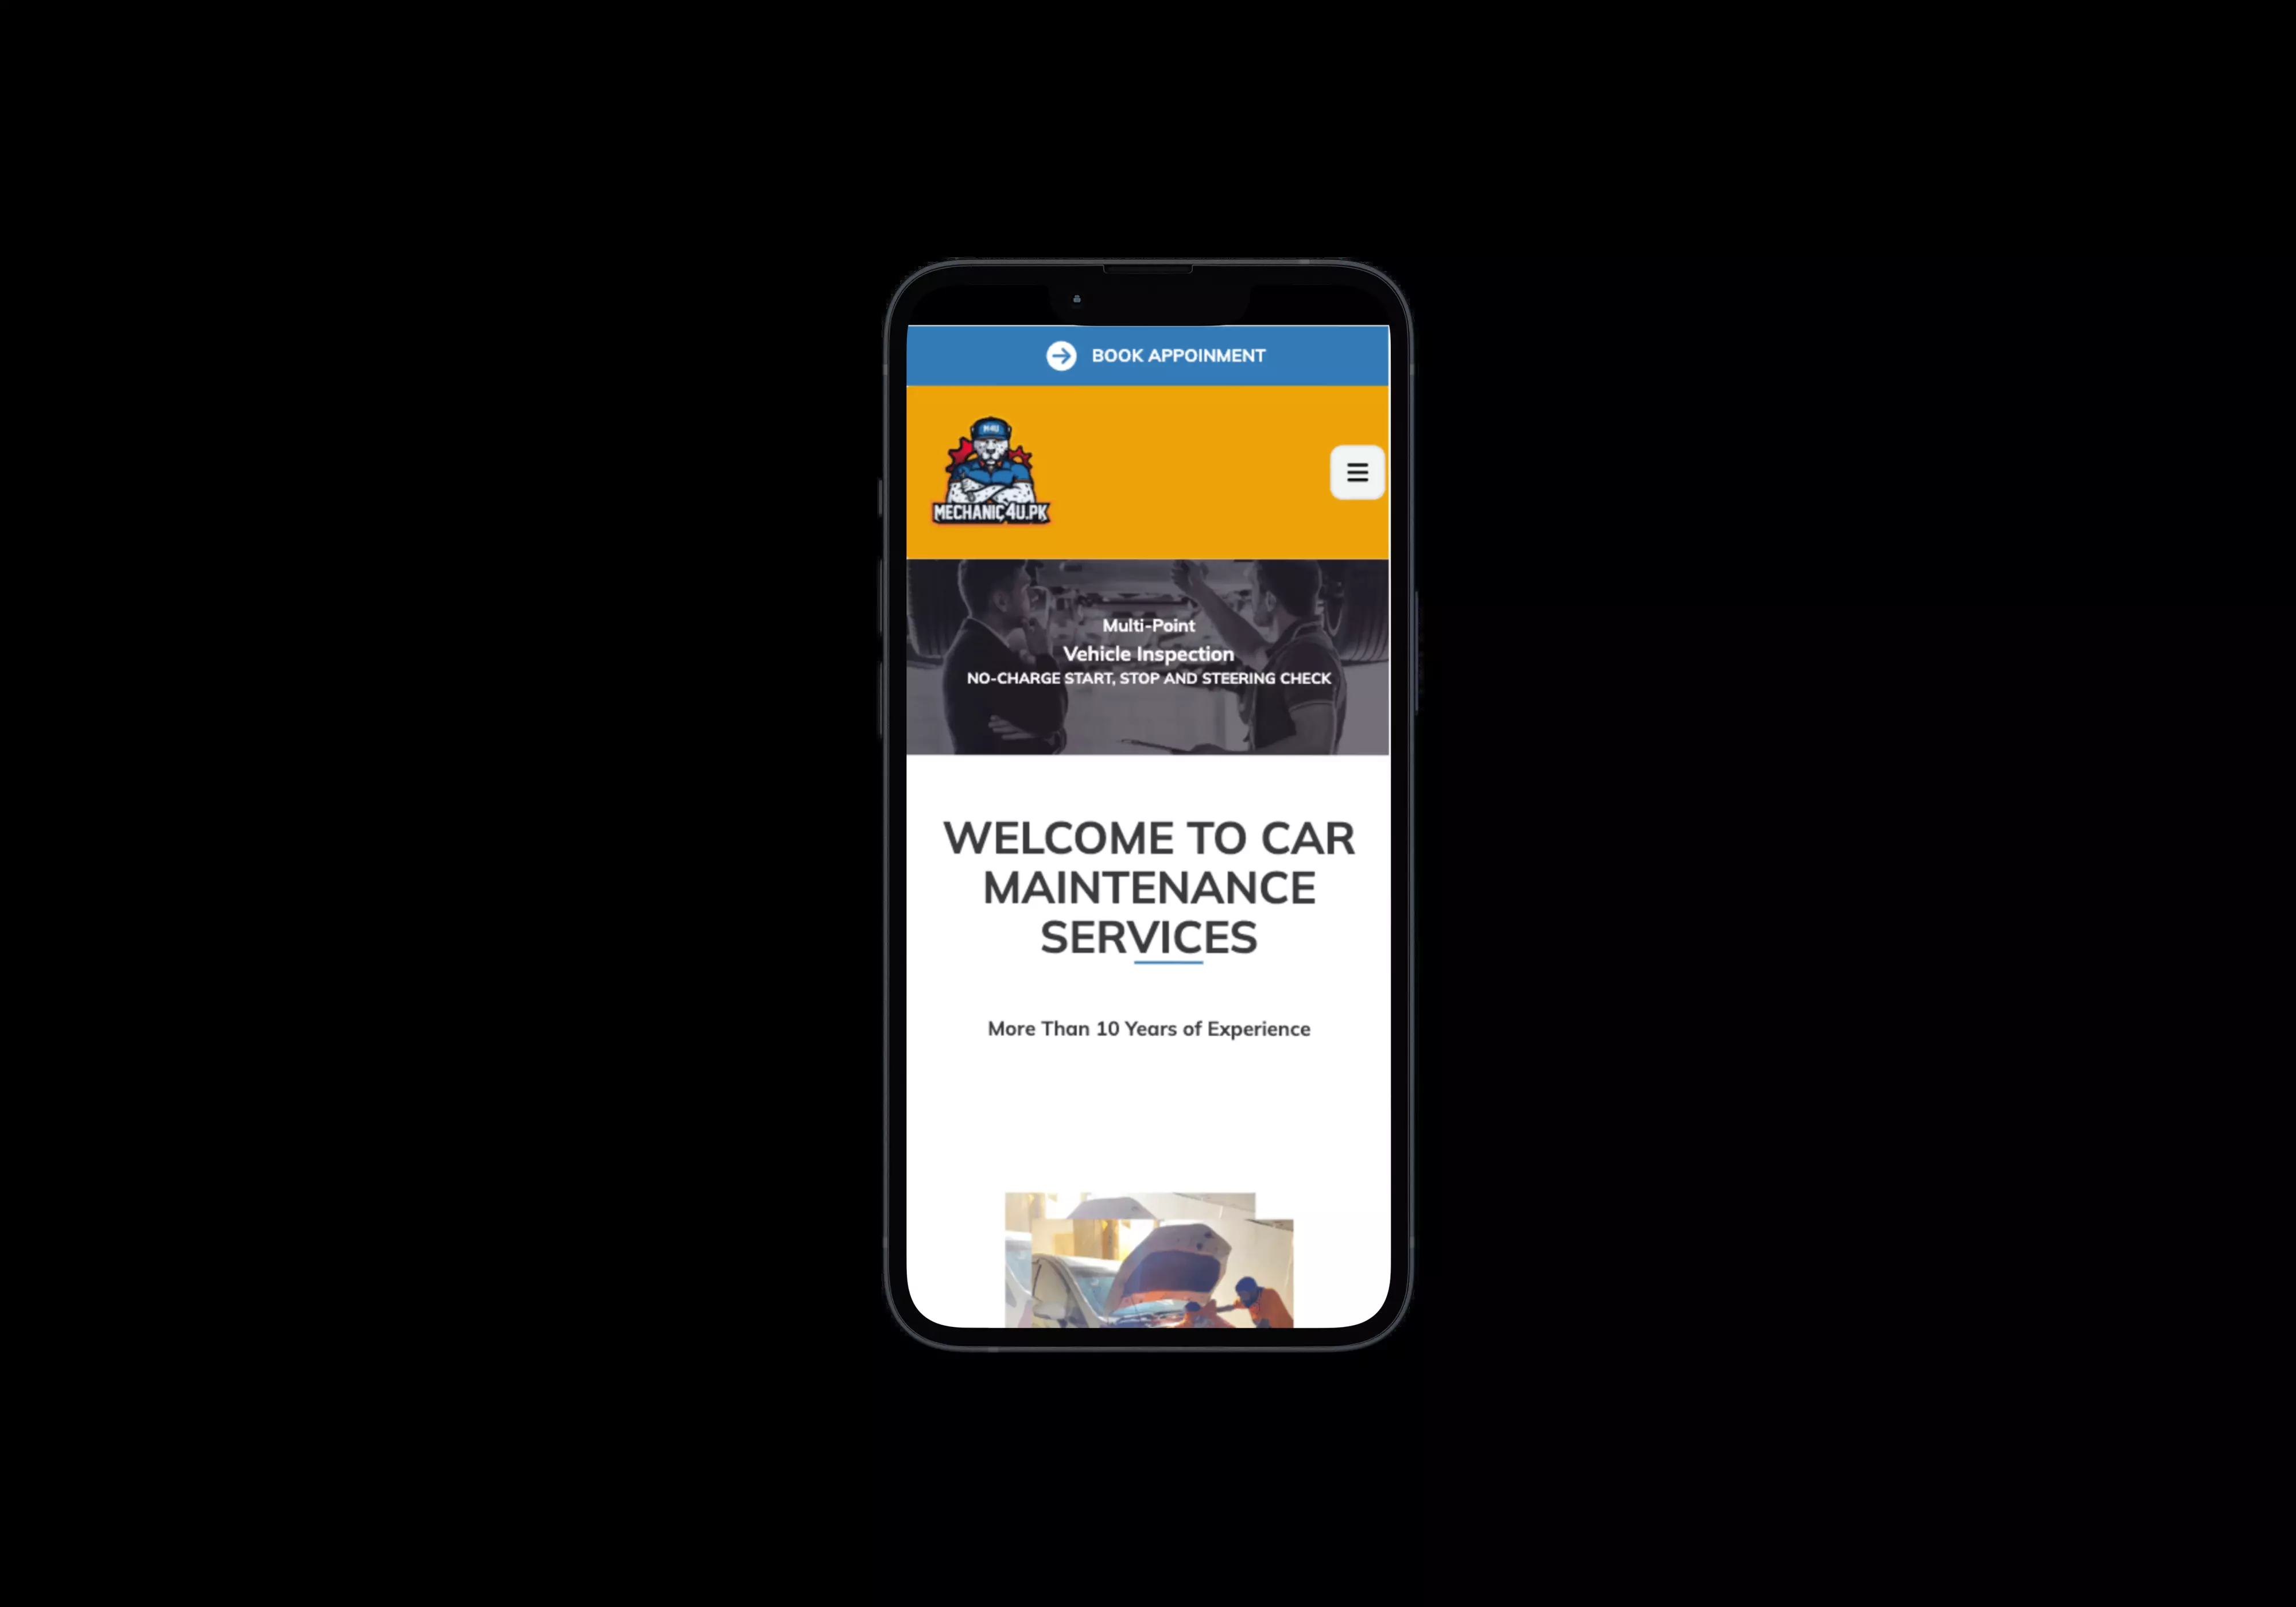 BOOK APPOINMENT
M4U
MECHANIC4U.PK
Multi-Point
Vehicle Inspection
NO-CHARGE START, STOP AND STEERING CHECK
WELCOME TO CAR
MAINTENANCE
SERVICES
More Than 10 Years of Experience